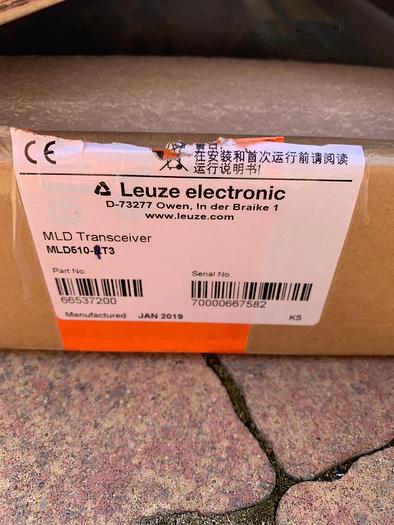 CE
在安装和首次运行前请阅读
运行说明书!
Leuze electronic
D-73277 Owen, In der Braike 1
www.leuze.com
MLD Transceiver
MLD510-RT3
Part No.
Serial No.
66537200
70000667582
Manufactured JAN 2019
K5